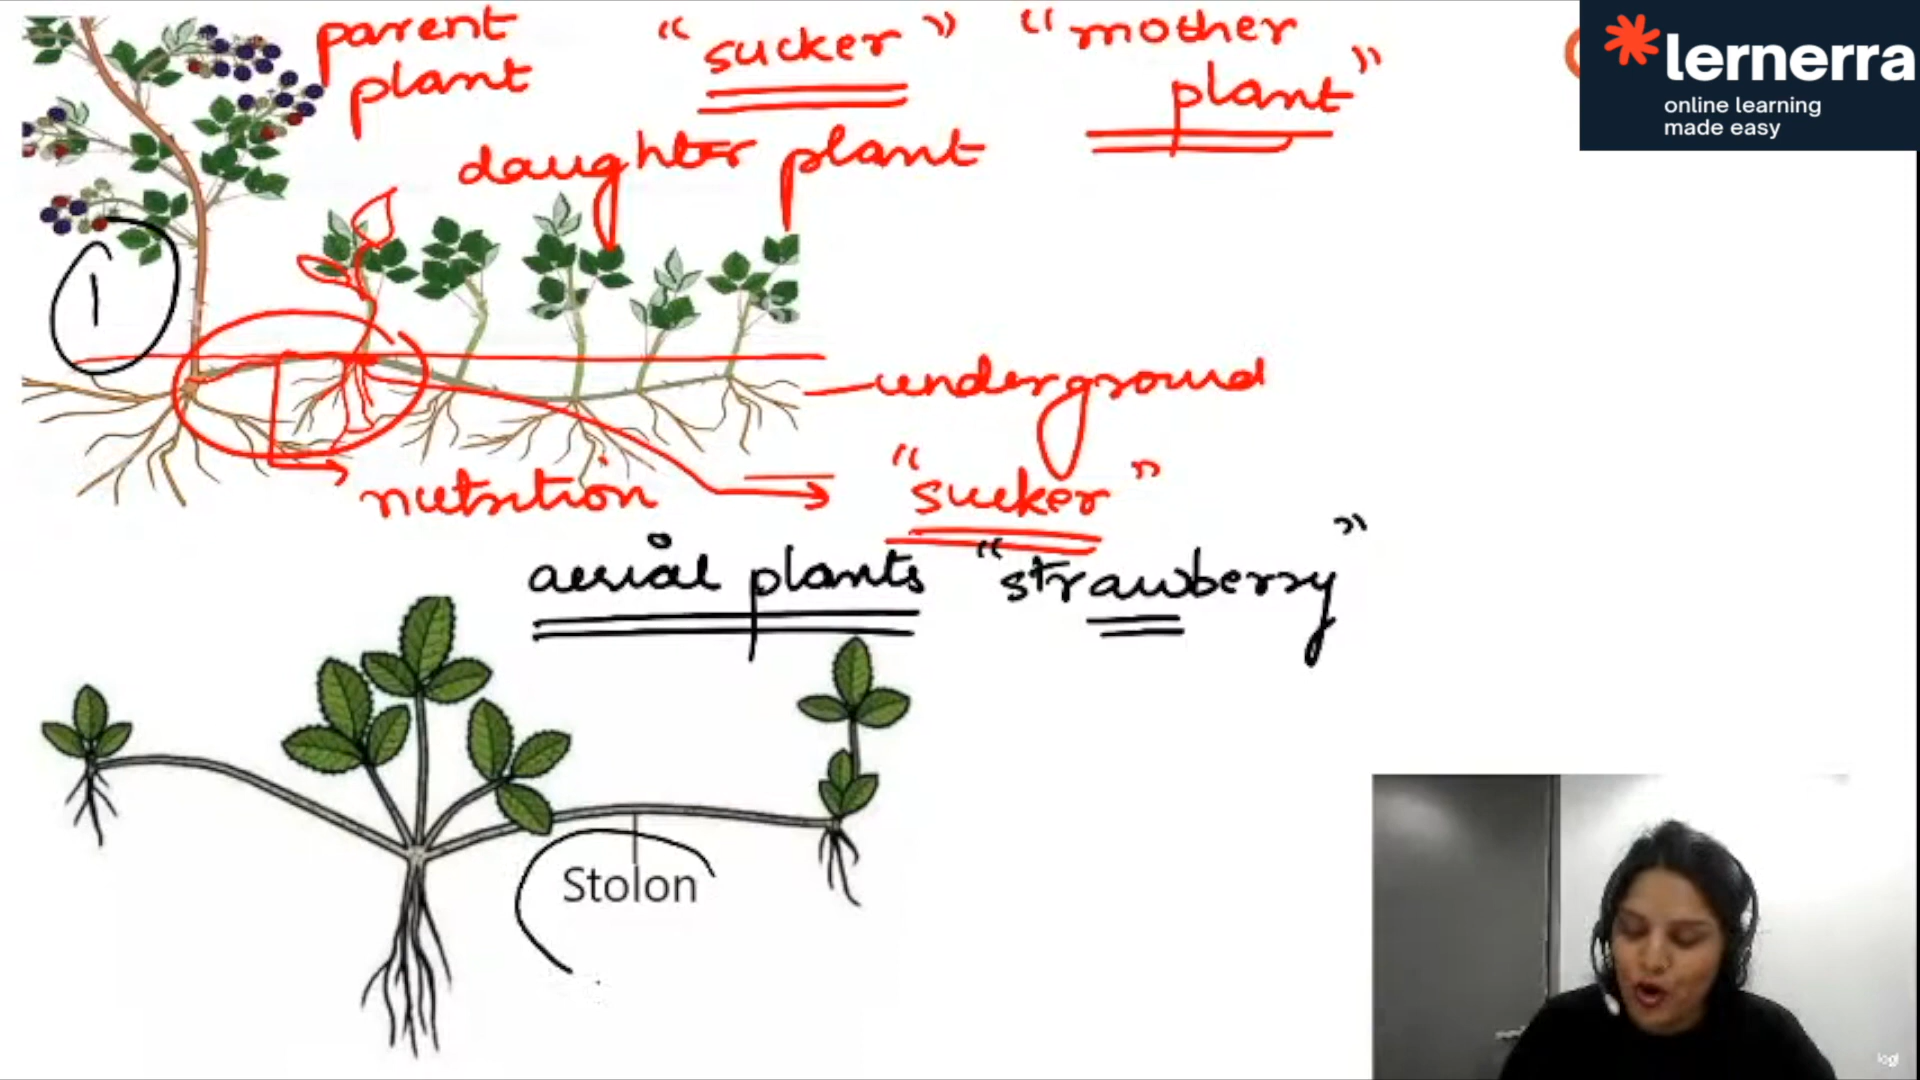 parent
plant
“sucker” “mother
plant”
daughter plant
lernerra
online learning
made easy
1
underground
nutrition
“sucker”
aerial plants “strawberry”
Stolon
logi